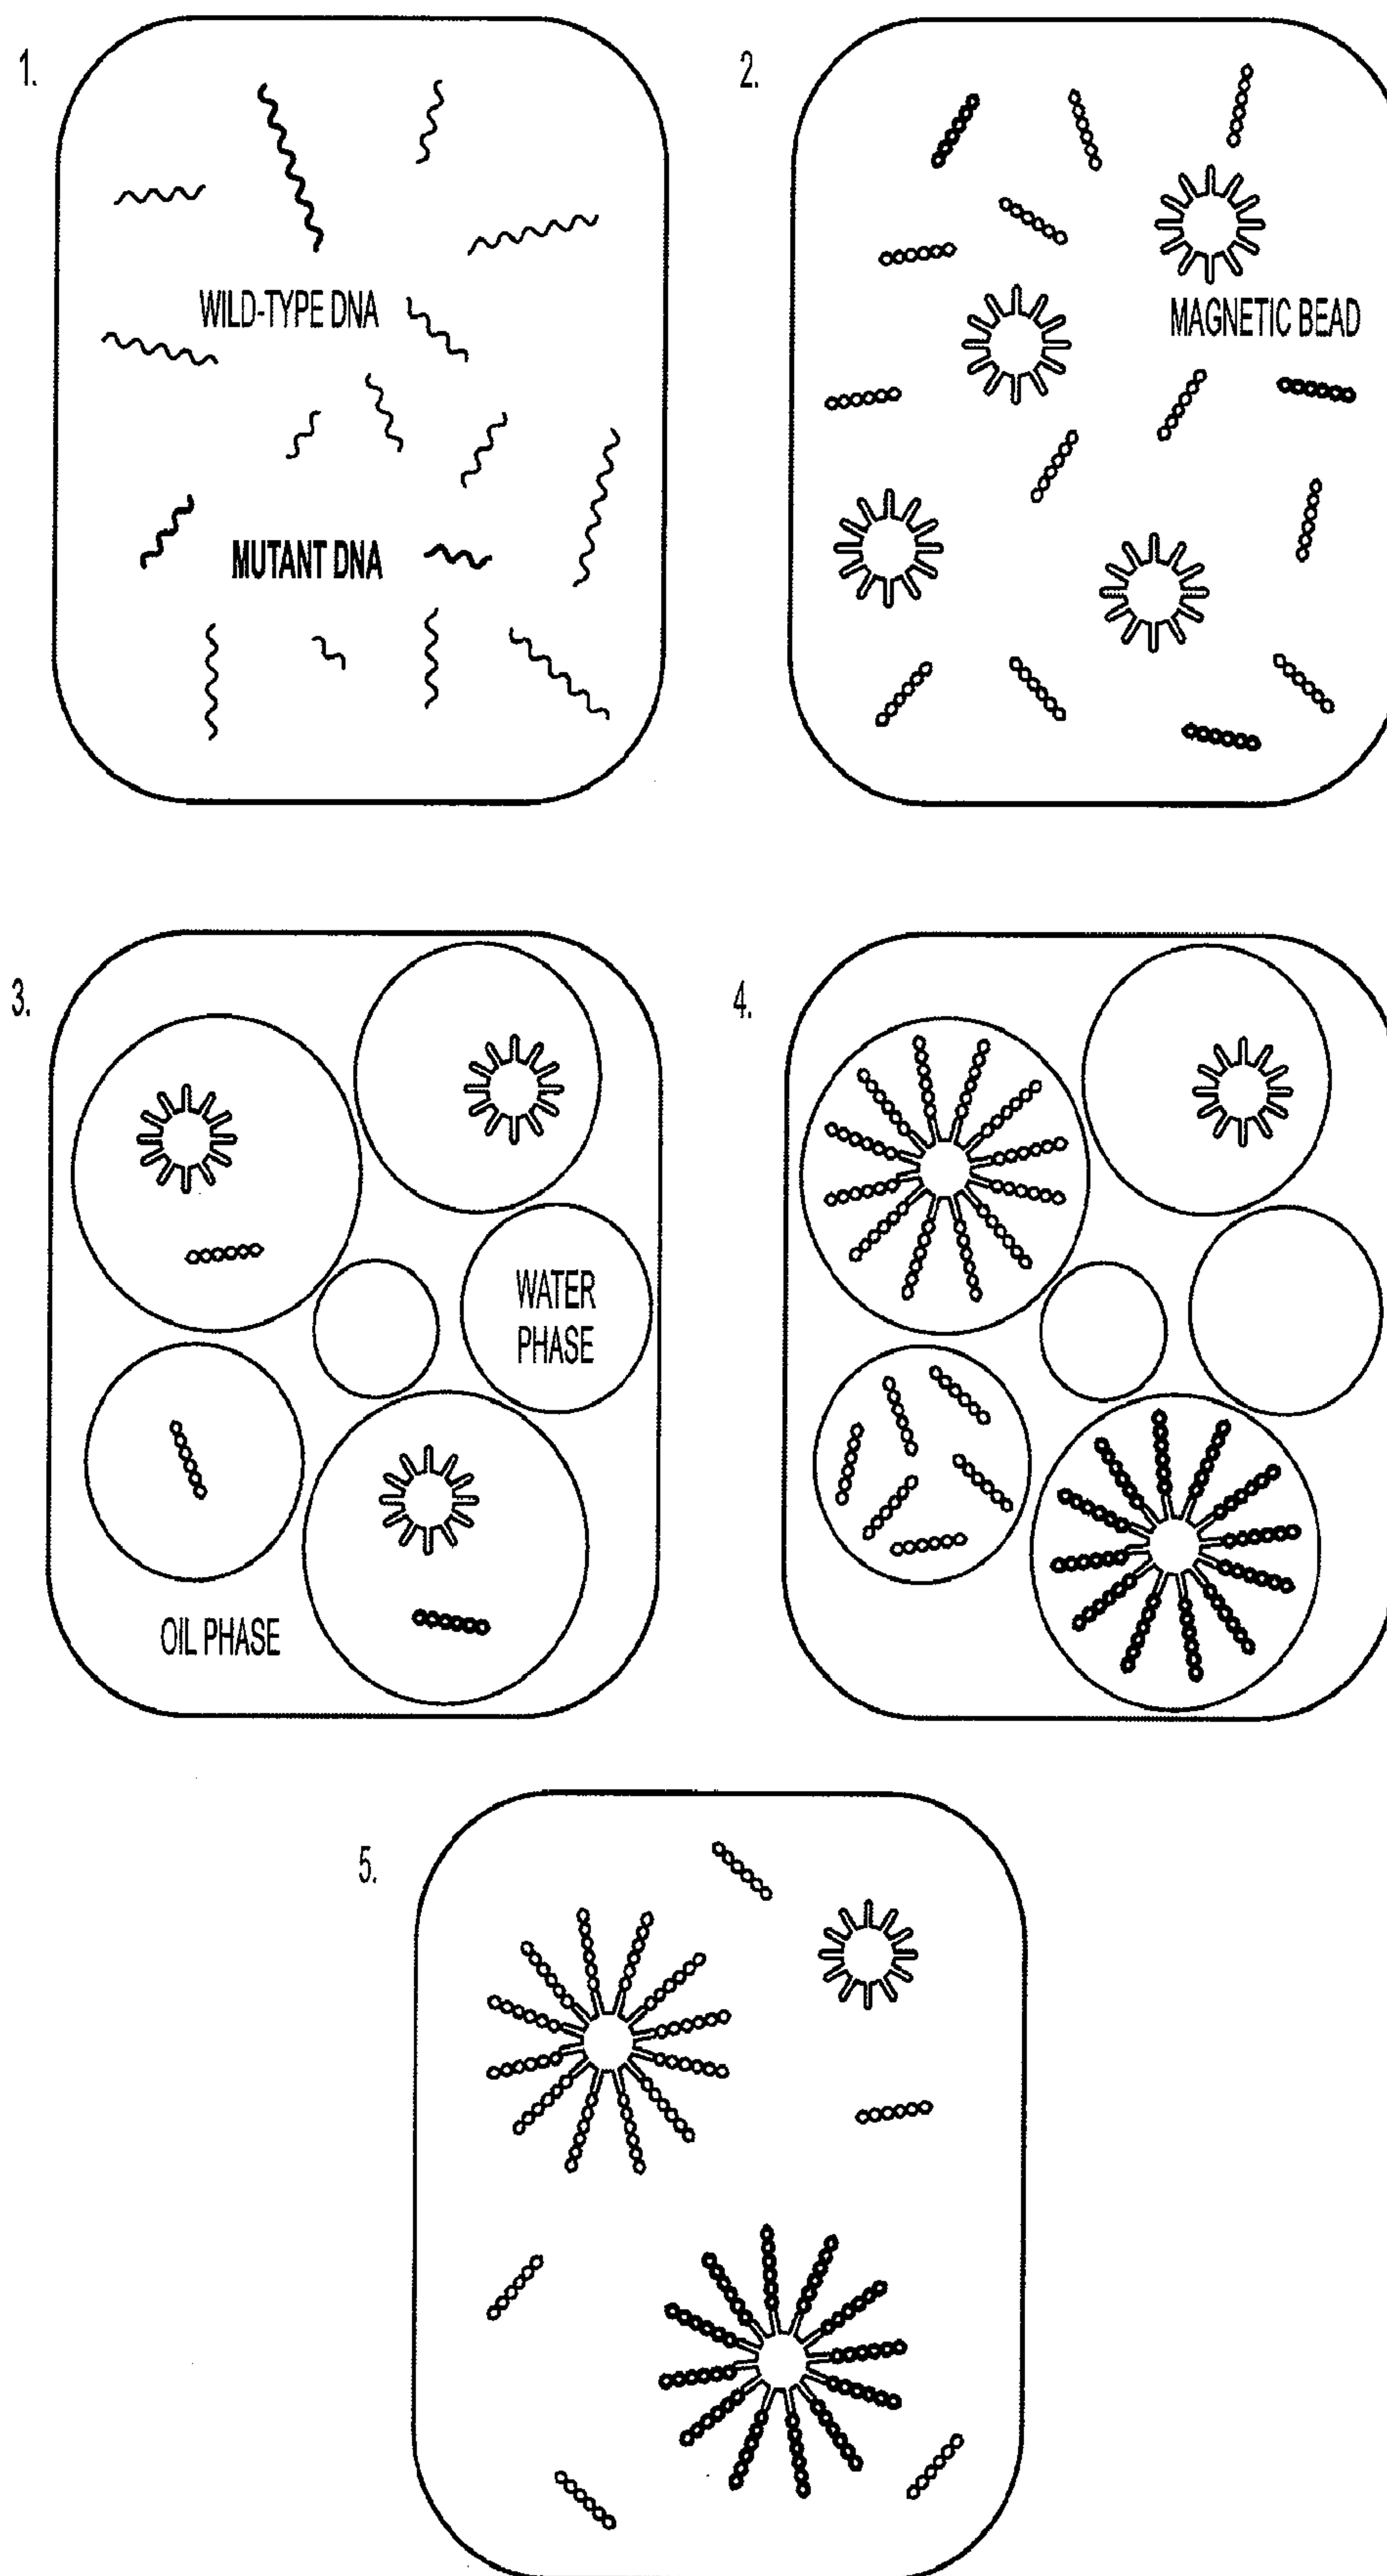 1.
WILD-TYPE DNA
MUTANT DNA
2.
MAGNETIC BEAD
3.
WATER
PHASE
OIL PHASE
4.
5.